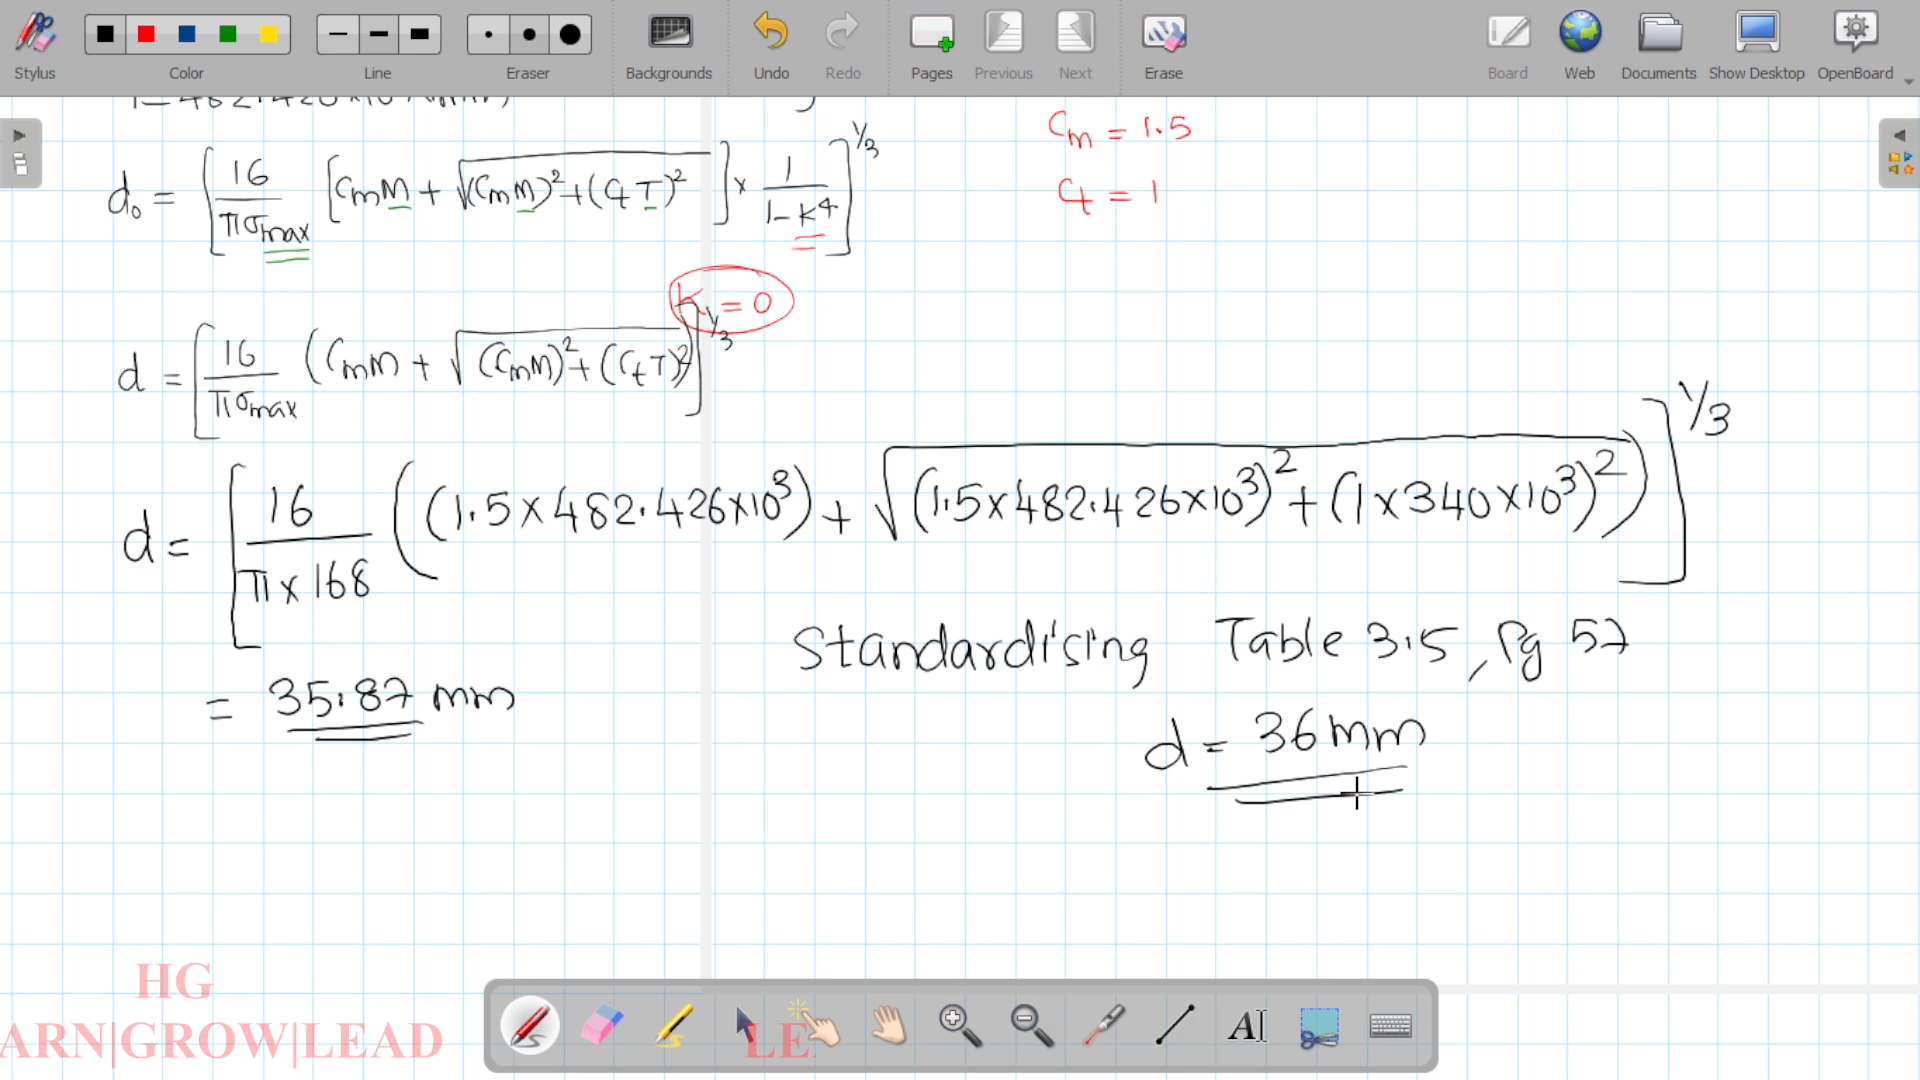 Stylus Color Line Eraser Backgrounds Undo Redo Pages Previous Next Erase Board Web Documents Show Desktop OpenBoard
Cm = 1.5
Ct = 1
do = [16/πσmax [CmM + √(CmM)²+(CtT)²] × 1/1-K⁴]^1/3
K = 0
d = [16/πσmax (CmM + √(CmM)²+(CtT)²]^1/3
d = [16/π×168 ((1.5×482.426×10³) + √(1.5×482.426×10³)²+(1×340×10³)²)]^1/3
= 35.87 mm
Standardising Table 3.5, Pg 57
d = 36mm
HG
ARN|GROW|LEAD
LE
AI